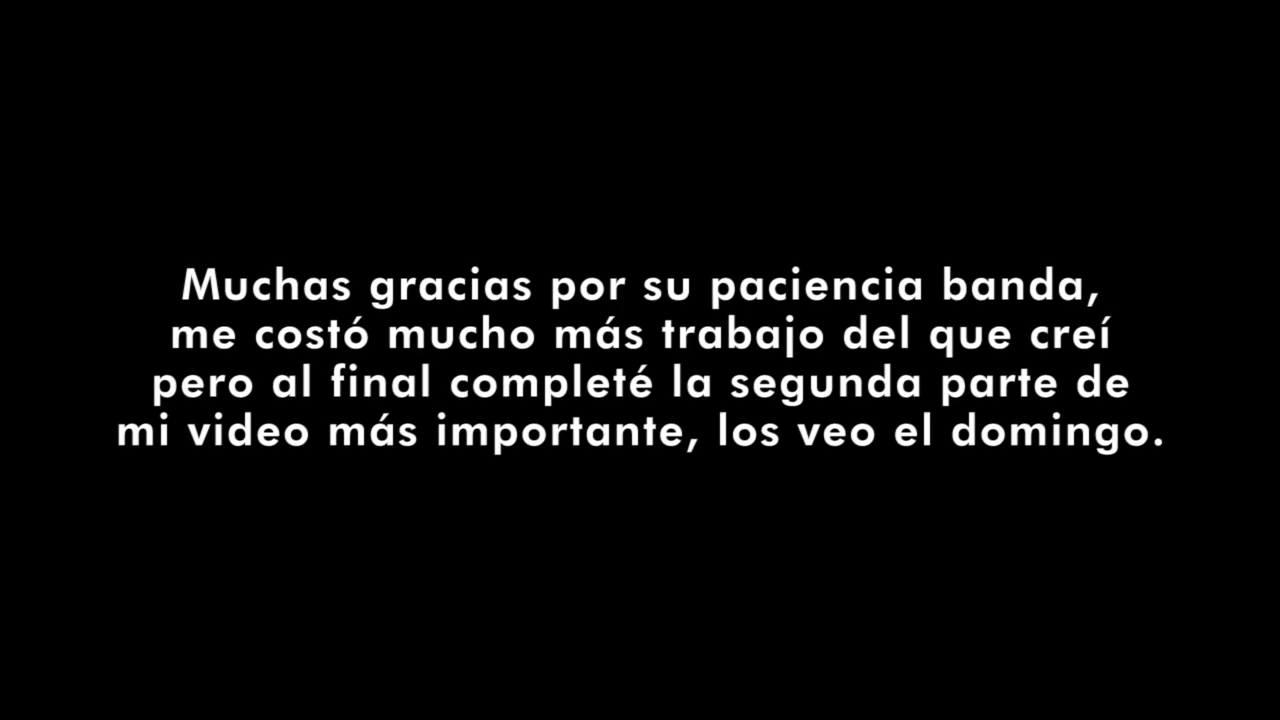 Muchas gracias por su paciencia banda,
me costó mucho más trabajo del que creí
pero al final completé la segunda parte de
mi video más importante, los veo el domingo.